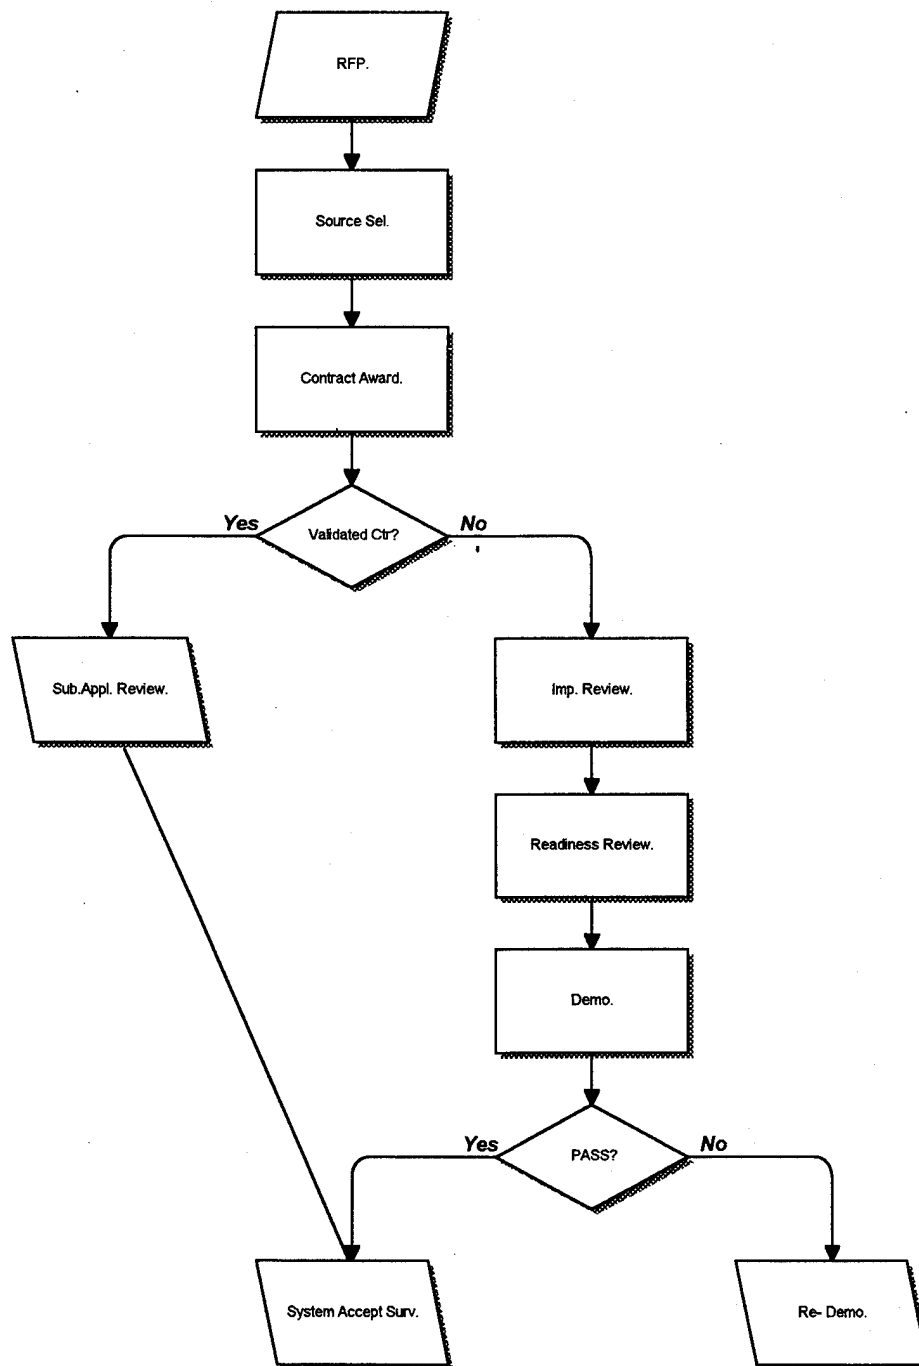 RFP.
Source Sel.
Contract Award.
Validated Ctr?
Yes
No
Sub.Appl. Review.
Imp. Review.
Readiness Review.
Demo.
PASS?
Yes
No
System Accept Surv.
Re- Demo.